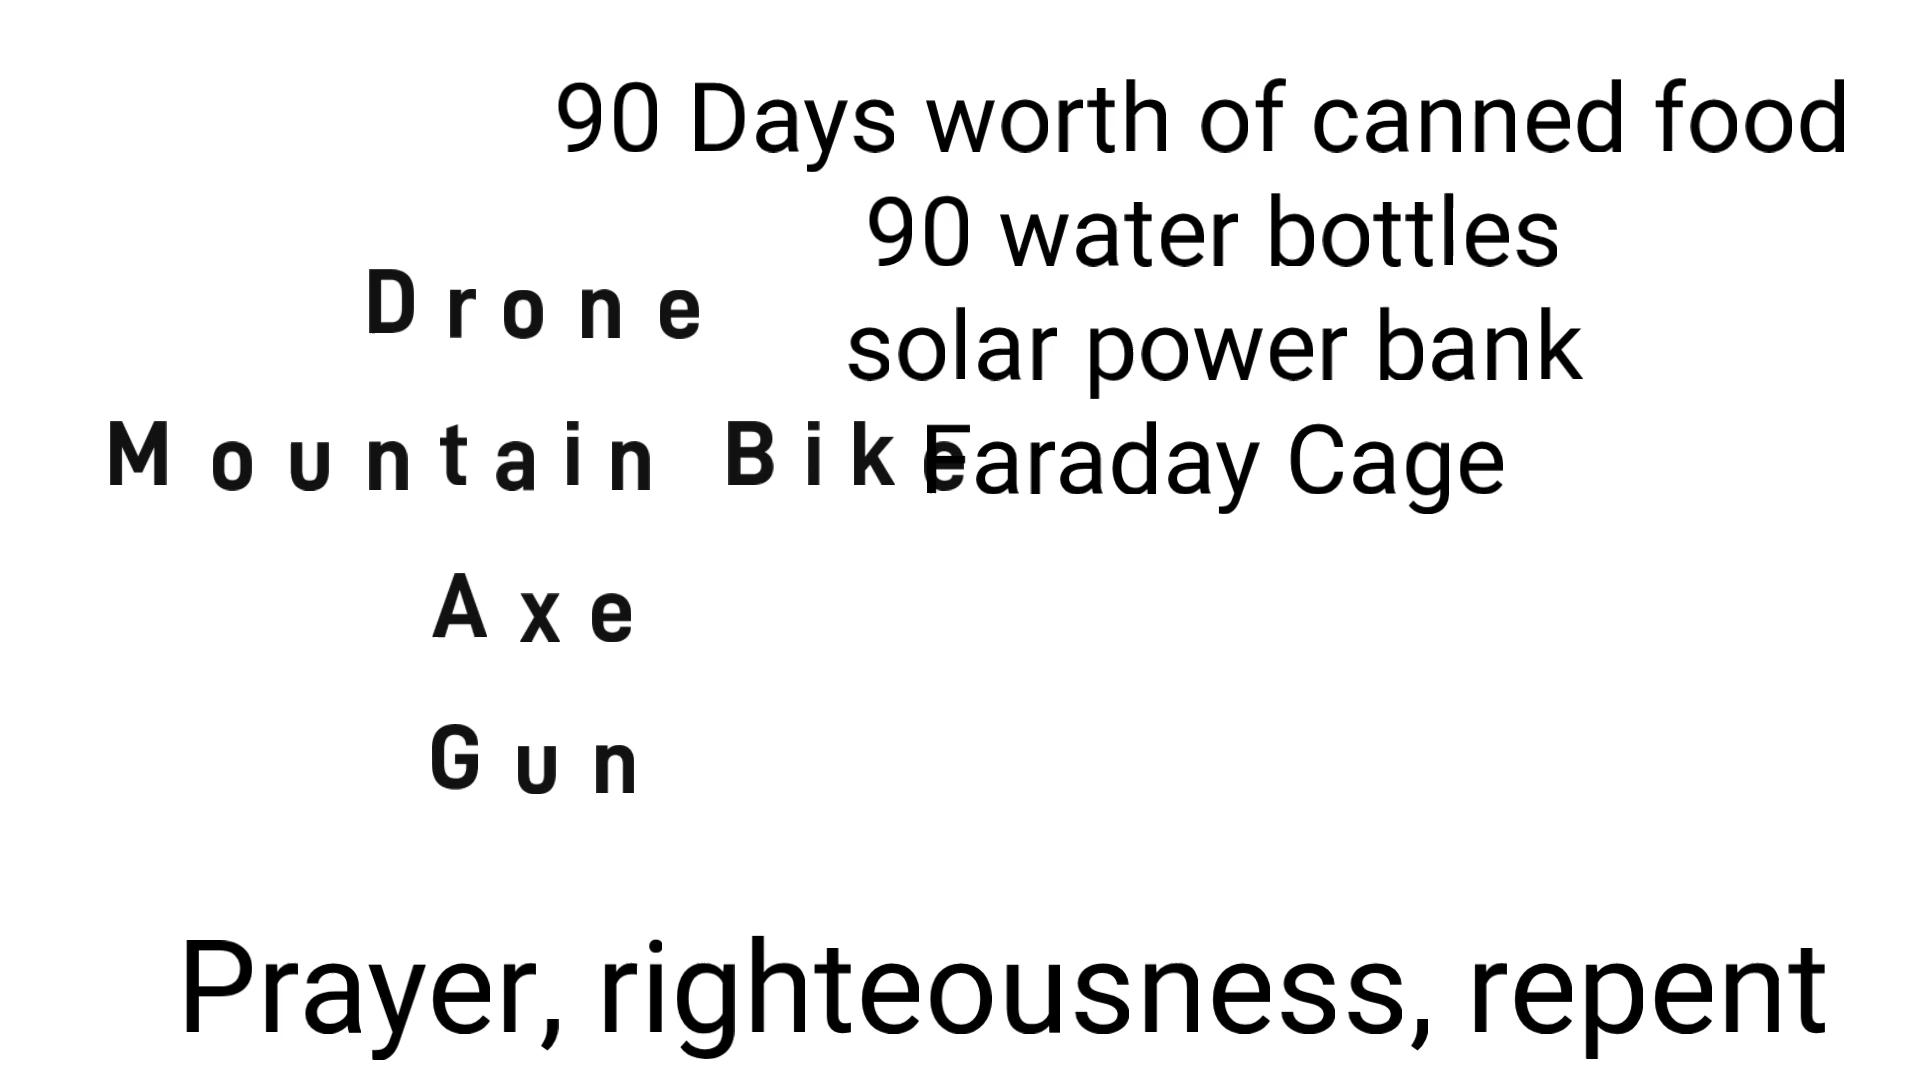 90 Days worth of canned food
90 water bottles
solar power bank
Faraday Cage
Drone
Mountain Bike
Axe
Gun
Prayer, righteousness, repent